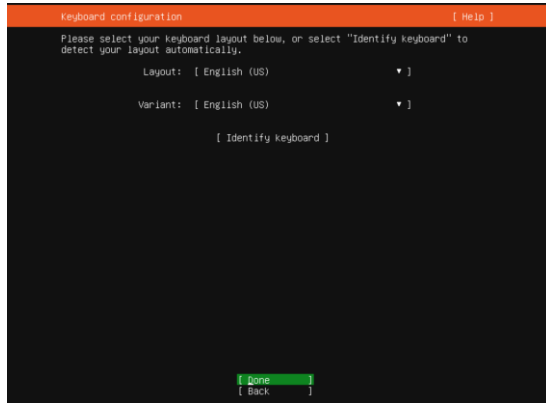 Keyboard configuration [ Help ]
Please select your keyboard layout below, or select "Identify keyboard" to
detect your layout automatically.
Layout: [ English (US) ▾ ]
Variant: [ English (US) ▾ ]
[ Identify keyboard ]
[ Done ]
[ Back ]